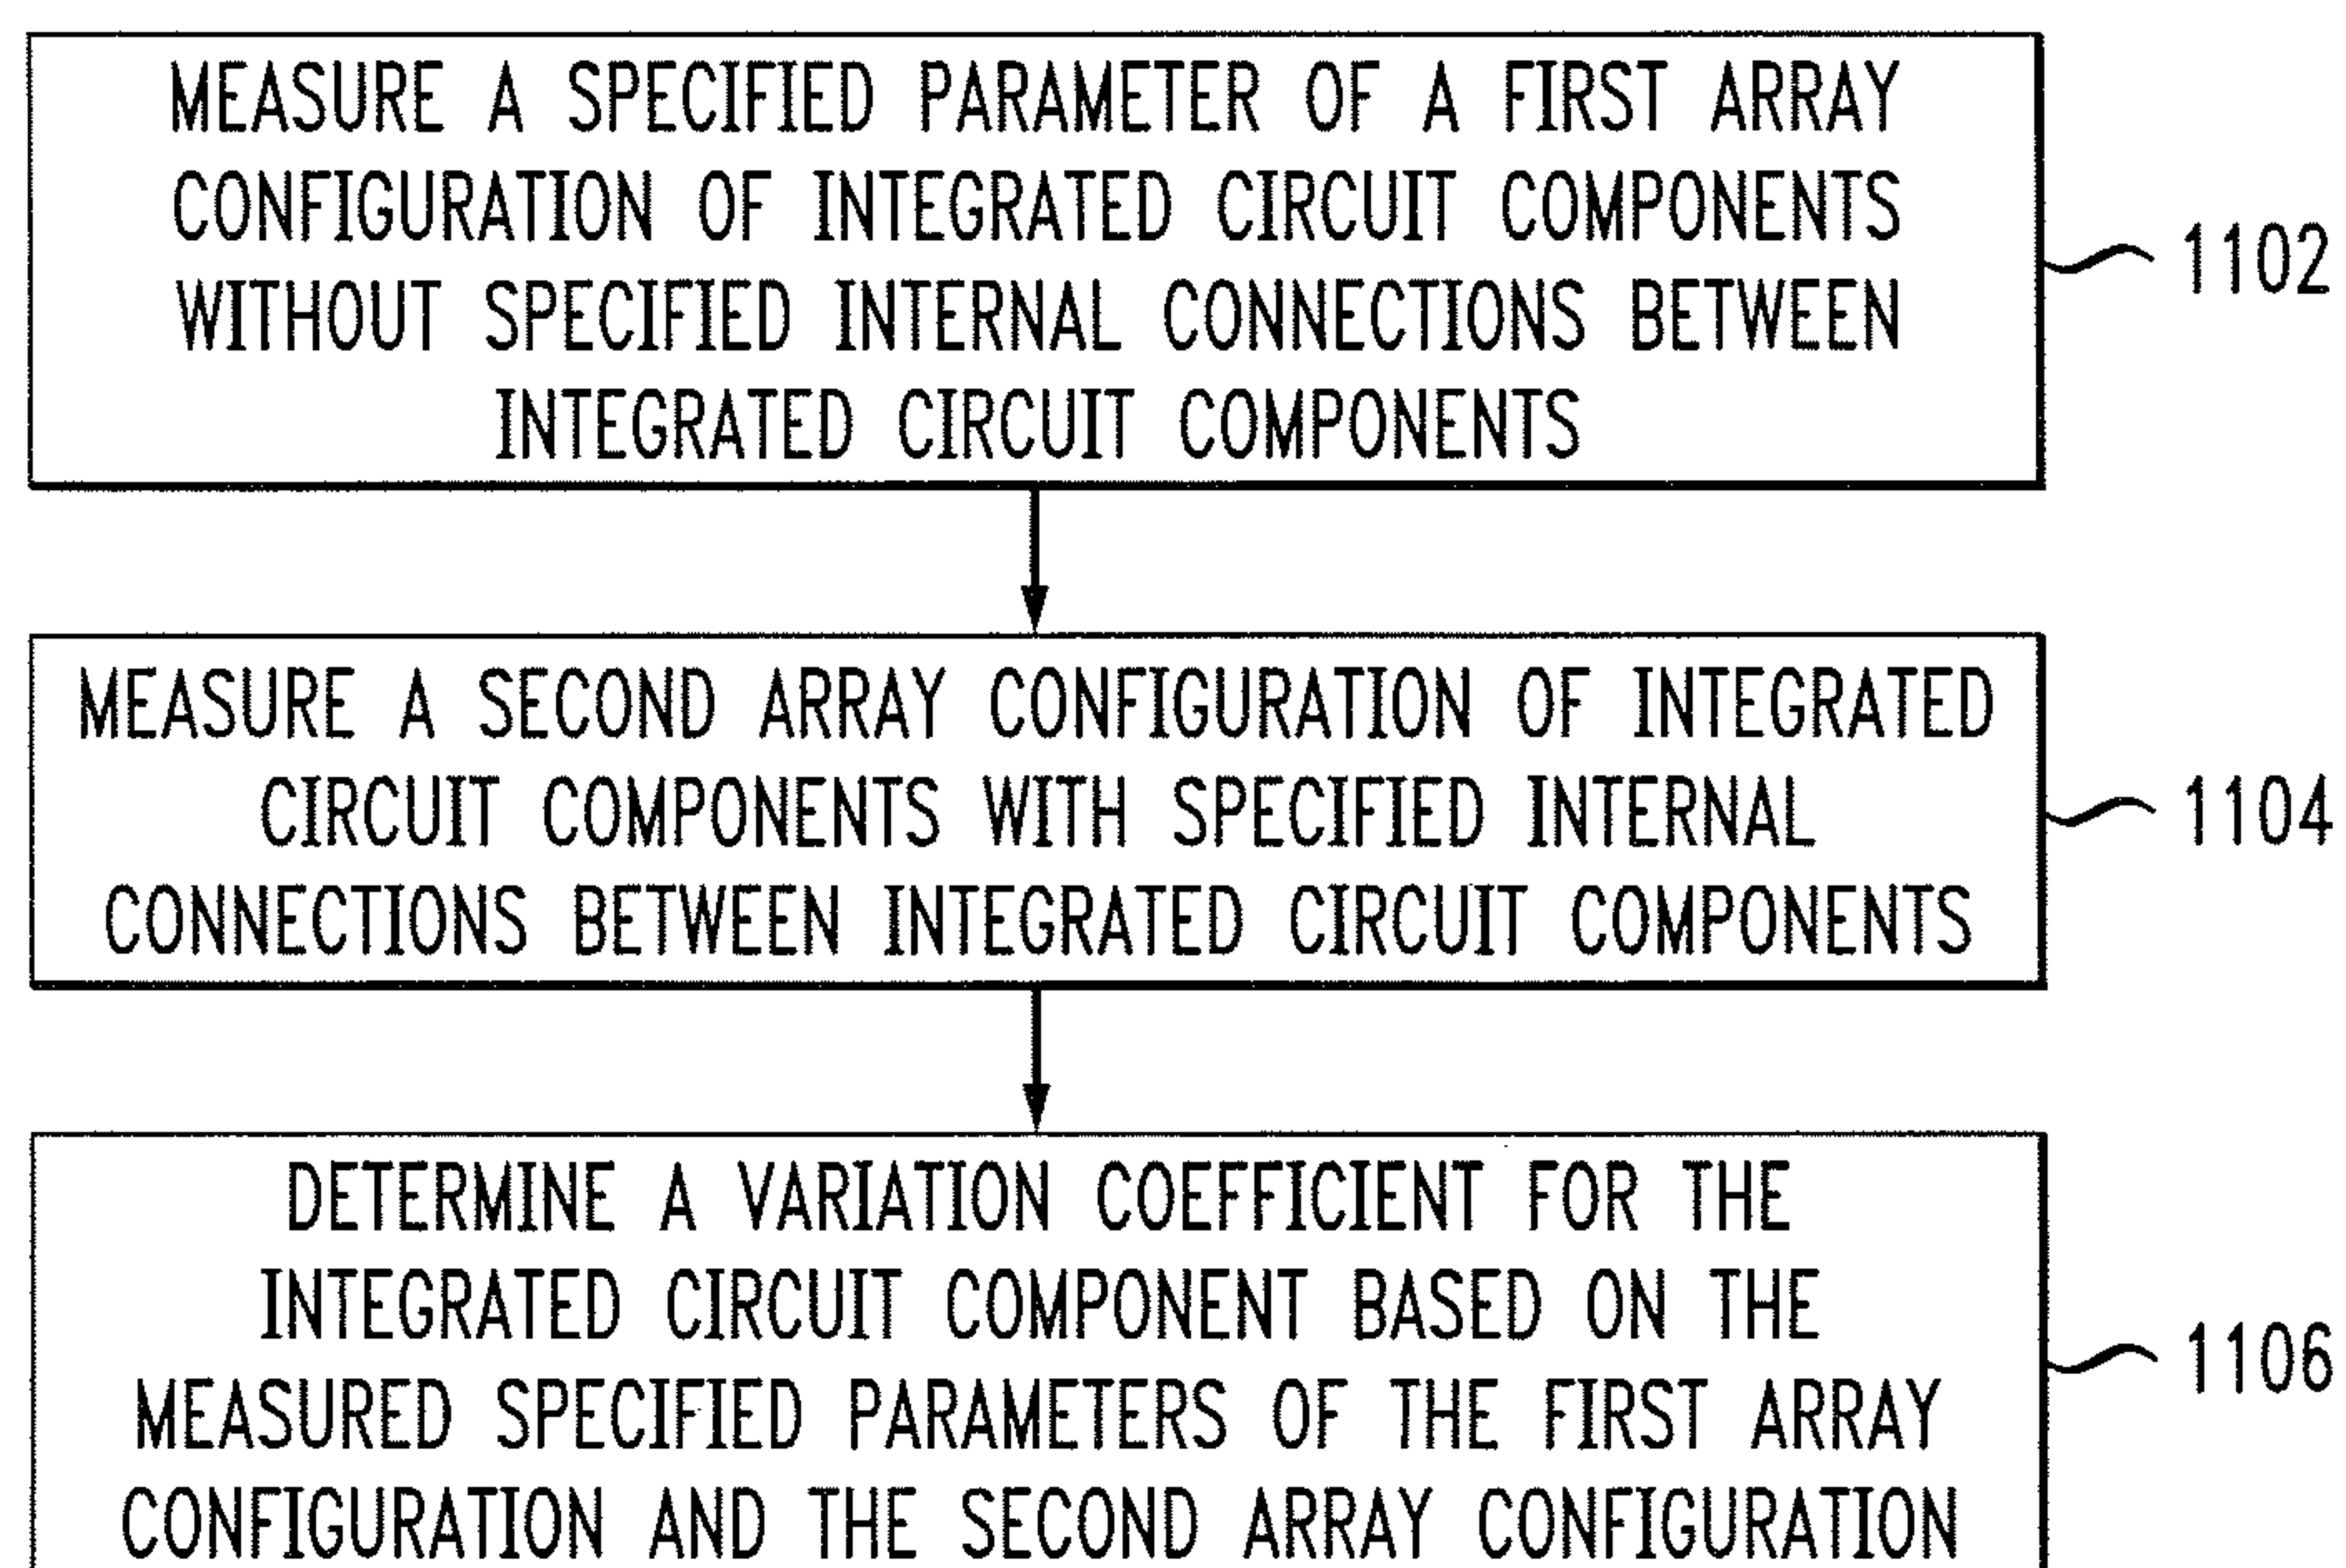 MEASURE A SPECIFIED PARAMETER OF A FIRST ARRAY
CONFIGURATION OF INTEGRATED CIRCUIT COMPONENTS
WITHOUT SPECIFIED INTERNAL CONNECTIONS BETWEEN
INTEGRATED CIRCUIT COMPONENTS
1102
MEASURE A SECOND ARRAY CONFIGURATION OF INTEGRATED
CIRCUIT COMPONENTS WITH SPECIFIED INTERNAL
CONNECTIONS BETWEEN INTEGRATED CIRCUIT COMPONENTS
1104
DETERMINE A VARIATION COEFFICIENT FOR THE
INTEGRATED CIRCUIT COMPONENT BASED ON THE
MEASURED SPECIFIED PARAMETERS OF THE FIRST ARRAY
CONFIGURATION AND THE SECOND ARRAY CONFIGURATION
1106